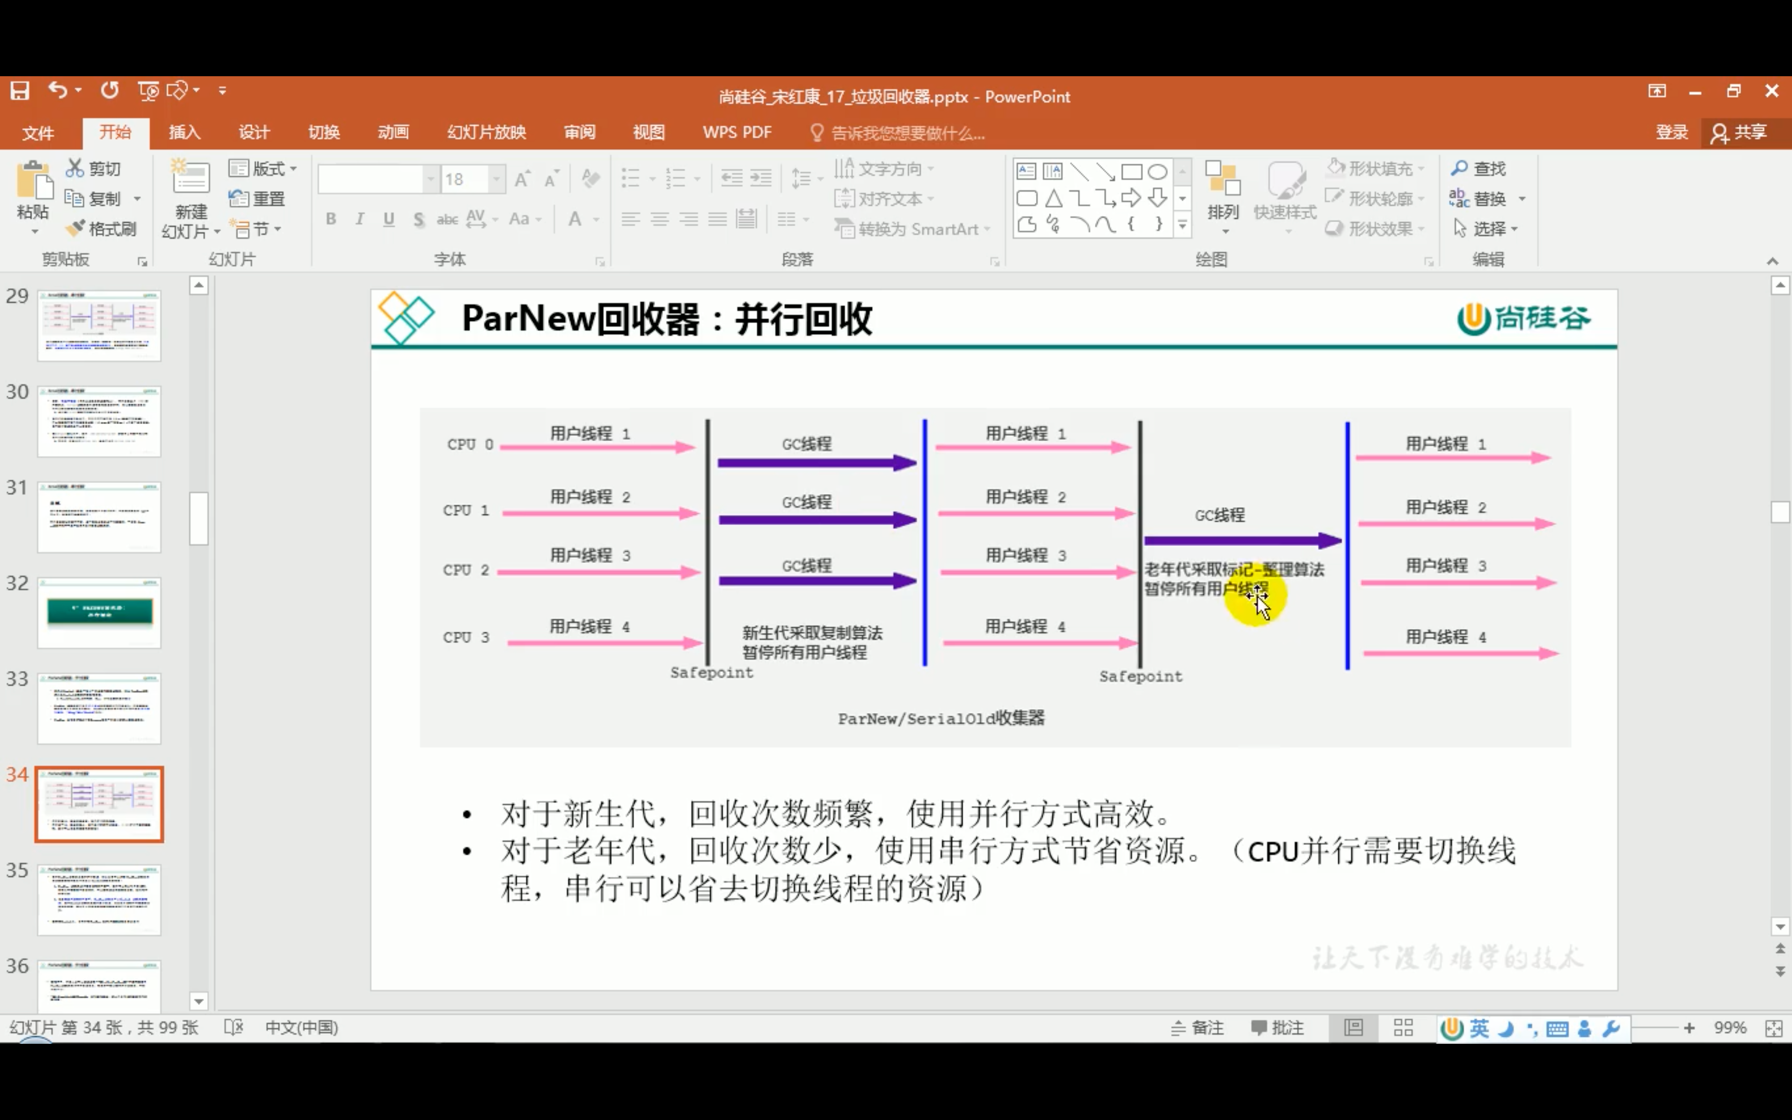 尚硅谷_宋红康_17_垃圾回收器.pptx - PowerPoint
文件 开始 插入 设计 切换 动画 幻灯片放映 审阅 视图 WPS PDF 告诉我您想要做什么... 登录 共享
粘贴 剪切 复制 格式刷
新建 幻灯片 版式 重置 节
18
B I U S abc AV Aa A
文字方向
对齐文本
转换为 SmartArt
排列 快速样式 形状填充 形状轮廓 形状效果
查找
替换
选择
剪贴板 幻灯片 字体 段落 绘图 编辑
29
30
31
32
33
34
35
36
ParNew回收器：并行回收
尚硅谷
CPU 0 用户线程 1 GC线程 用户线程 1 用户线程 1
CPU 1 用户线程 2 GC线程 用户线程 2 GC线程 用户线程 2
CPU 2 用户线程 3 GC线程 用户线程 3 用户线程 3
老年代采取标记-整理算法
暂停所有用户线程
CPU 3 用户线程 4 用户线程 4 用户线程 4
新生代采取复制算法
暂停所有用户线程
Safepoint Safepoint
ParNew/SerialOld收集器
• 对于新生代，回收次数频繁，使用并行方式高效。
• 对于老年代，回收次数少，使用串行方式节省资源。（CPU并行需要切换线
程，串行可以省去切换线程的资源）
让天下没有难学的技术
幻灯片 第 34 张，共 99 张 中文(中国) 备注 批注 英 99%